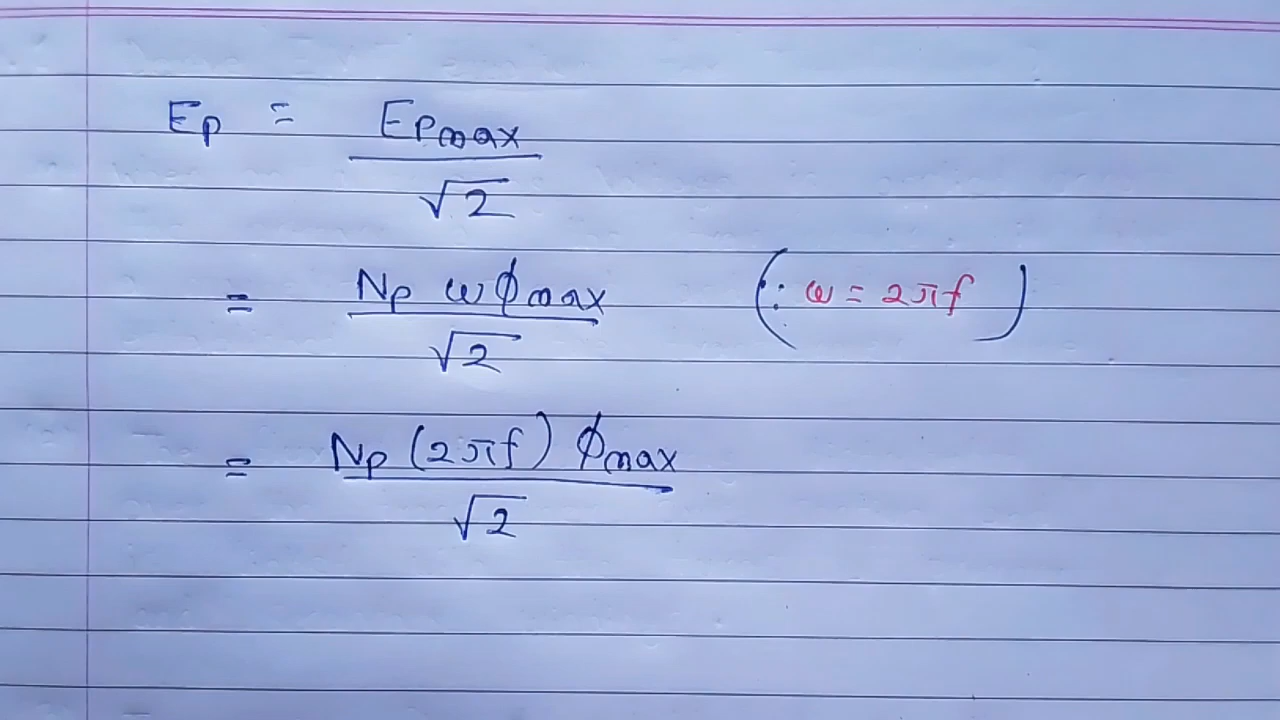 Ep = Epmax / √2
= Np ω ϕmax / √2 (∵ ω = 2πf)
= Np (2πf) ϕmax / √2